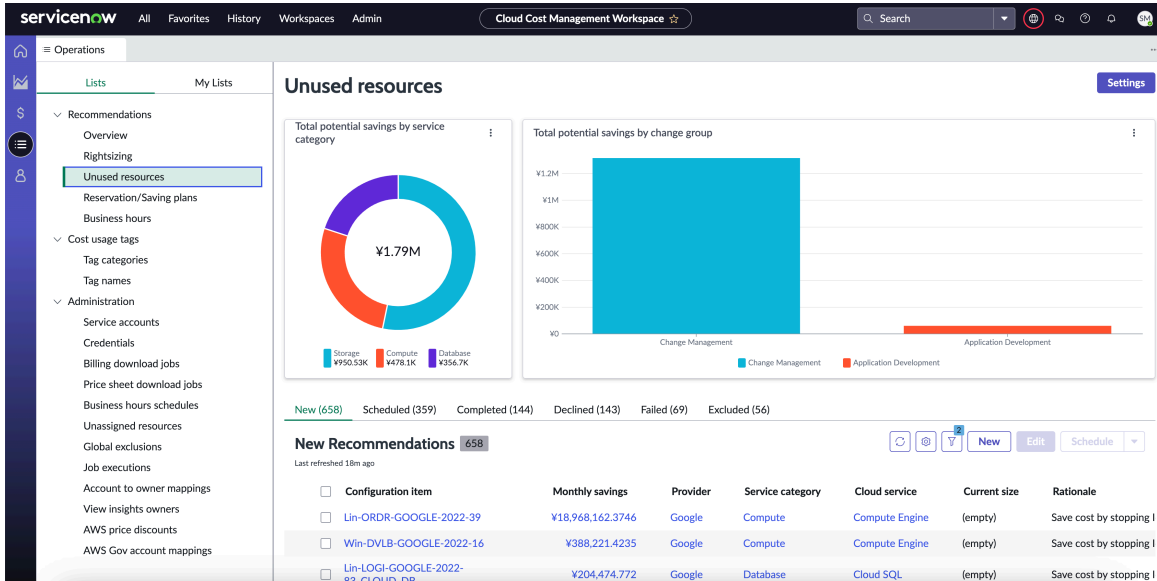 servicenow
All Favorites History Workspaces Admin
Cloud Cost Management Workspace
Search
SM
Operations
Lists My Lists
Recommendations
Overview
Rightsizing
Unused resources
Reservation/Saving plans
Business hours
Cost usage tags
Tag categories
Tag names
Administration
Service accounts
Credentials
Billing download jobs
Price sheet download jobs
Business hours schedules
Unassigned resources
Global exclusions
Job executions
Account to owner mappings
View insights owners
AWS price discounts
AWS Gov account mappings
Unused resources
Settings
Total potential savings by service
category
¥1.79M
Storage Compute Database
¥950.53K ¥478.1K ¥356.7K
Total potential savings by change group
¥1.2M
¥1M
¥800K
¥600K
¥400K
¥200K
¥0
Change Management Application Development
Change Management Application Development
New (658) Scheduled (359) Completed (144) Declined (143) Failed (69) Excluded (56)
New Recommendations 658
Last refreshed 18m ago
2
New Edit Schedule
Configuration item Monthly savings Provider Service category Cloud service Current size Rationale
Lin-ORDR-GOOGLE-2022-39 ¥18,968,162.3746 Google Compute Compute Engine (empty) Save cost by stopping
Win-DVLB-GOOGLE-2022-16 ¥388,221.4235 Google Compute Compute Engine (empty) Save cost by stopping
Lin-LOGI-GOOGLE-2022-
83_CLOUD_DB ¥204,474.772 Google Database Cloud SQL (empty) Save cost by stopping